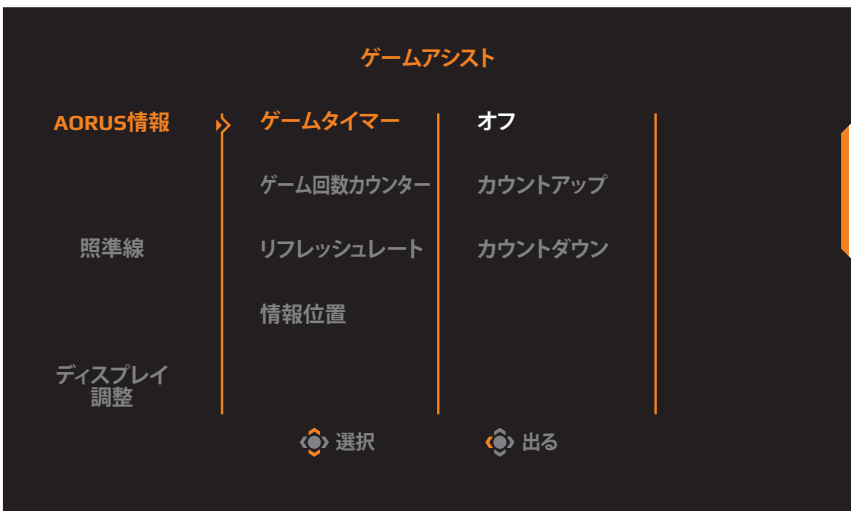 ゲームアシスト
AORUS情報
ゲームタイマー
オフ
ゲーム回数カウンター
カウントアップ
照準線
リフレッシュレート
カウントダウン
情報位置
ディスプレイ
調整
選択
出る